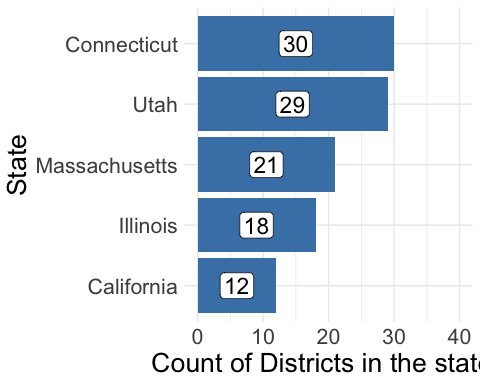 State
Connecticut 30
Utah 29
Massachusetts 21
Illinois 18
California 12
0 10 20 30 40
Count of Districts in the state